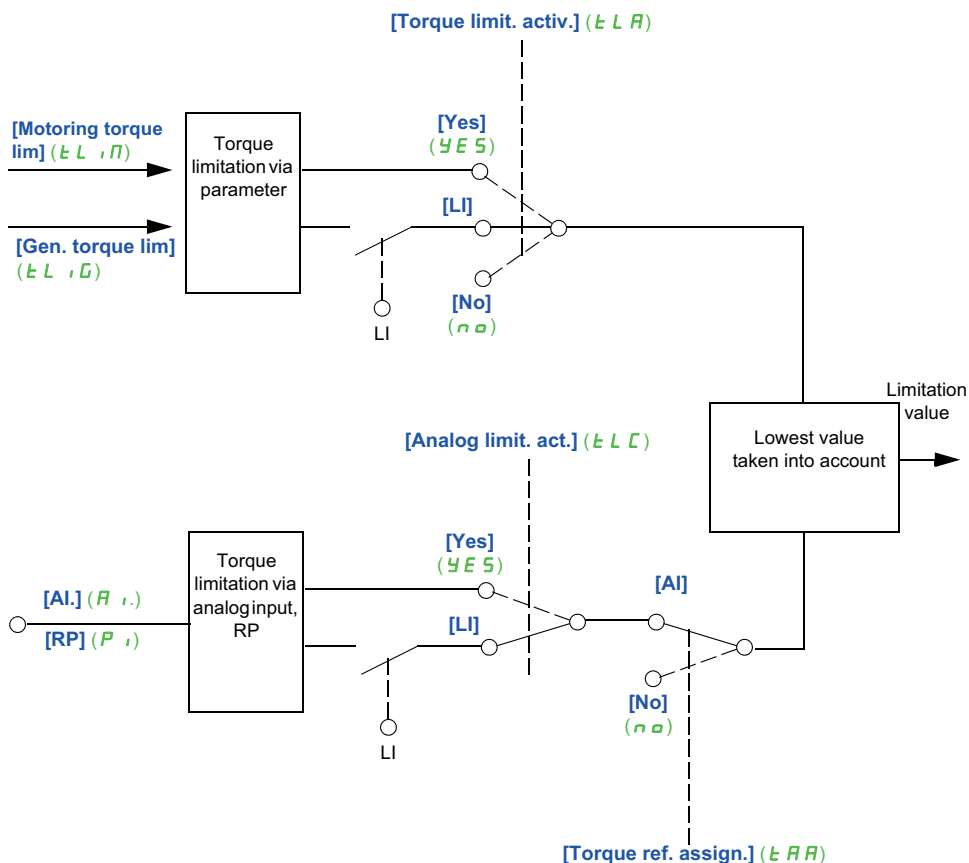 [Torque limit. activ.] (tLA)
[Motoring torque
lim] (tLiM)
Torque
limitation via
parameter
[Yes]
(YES)
[LI]
[Gen. torque lim]
(tLiG)
LI
[No]
(no)
Limitation
value
Lowest value
taken into account
[Analog limit. act.] (tLC)
[Yes]
(YES)
Torque
limitation via
analog input,
RP
[AI.] (Ai.)
[RP] (Pi)
[LI]
[AI]
LI
[No]
(no)
[Torque ref. assign.] (tAA)